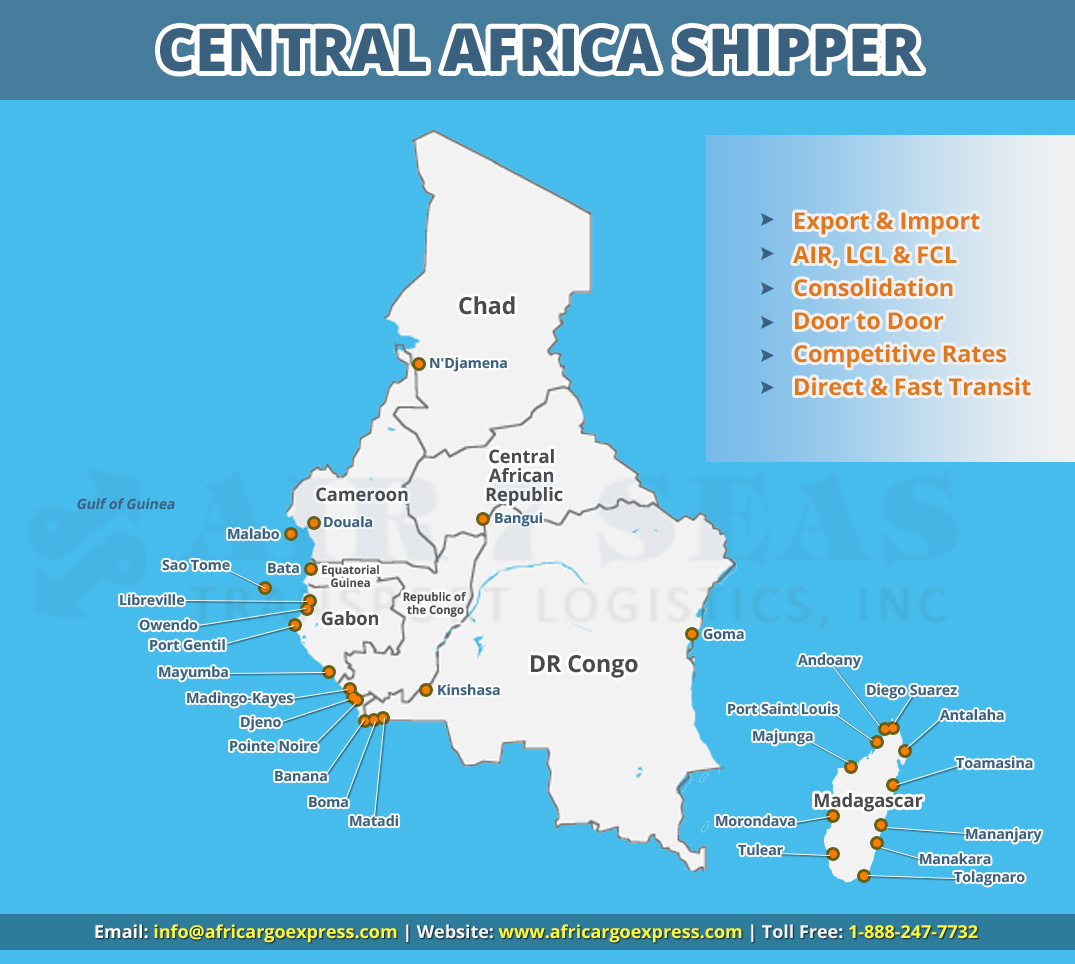 CENTRAL AFRICA SHIPPER
Export & Import
AIR, LCL & FCL
Consolidation
Door to Door
Competitive Rates
Direct & Fast Transit
Chad
N'Djamena
Central
African
Republic
Bangui
Cameroon
Gulf of Guinea
Douala
Malabo
AIR 7 SEAS
TRANSPORT LOGISTICS, INC
Sao Tome
Bata
Equatorial
Guinea
Libreville
Republic of
the Congo
Owendo
Gabon
Port Gentil
Goma
DR Congo
Mayumba
Kinshasa
Madingo-Kayes
Djeno
Pointe Noire
Banana
Boma
Matadi
Andoany
Diego Suarez
Port Saint Louis
Antalaha
Majunga
Toamasina
Madagascar
Morondava
Mananjary
Tulear
Manakara
Tolagnaro
Email: info@africargoexpress.com | Website: www.africargoexpress.com | Toll Free: 1-888-247-7732